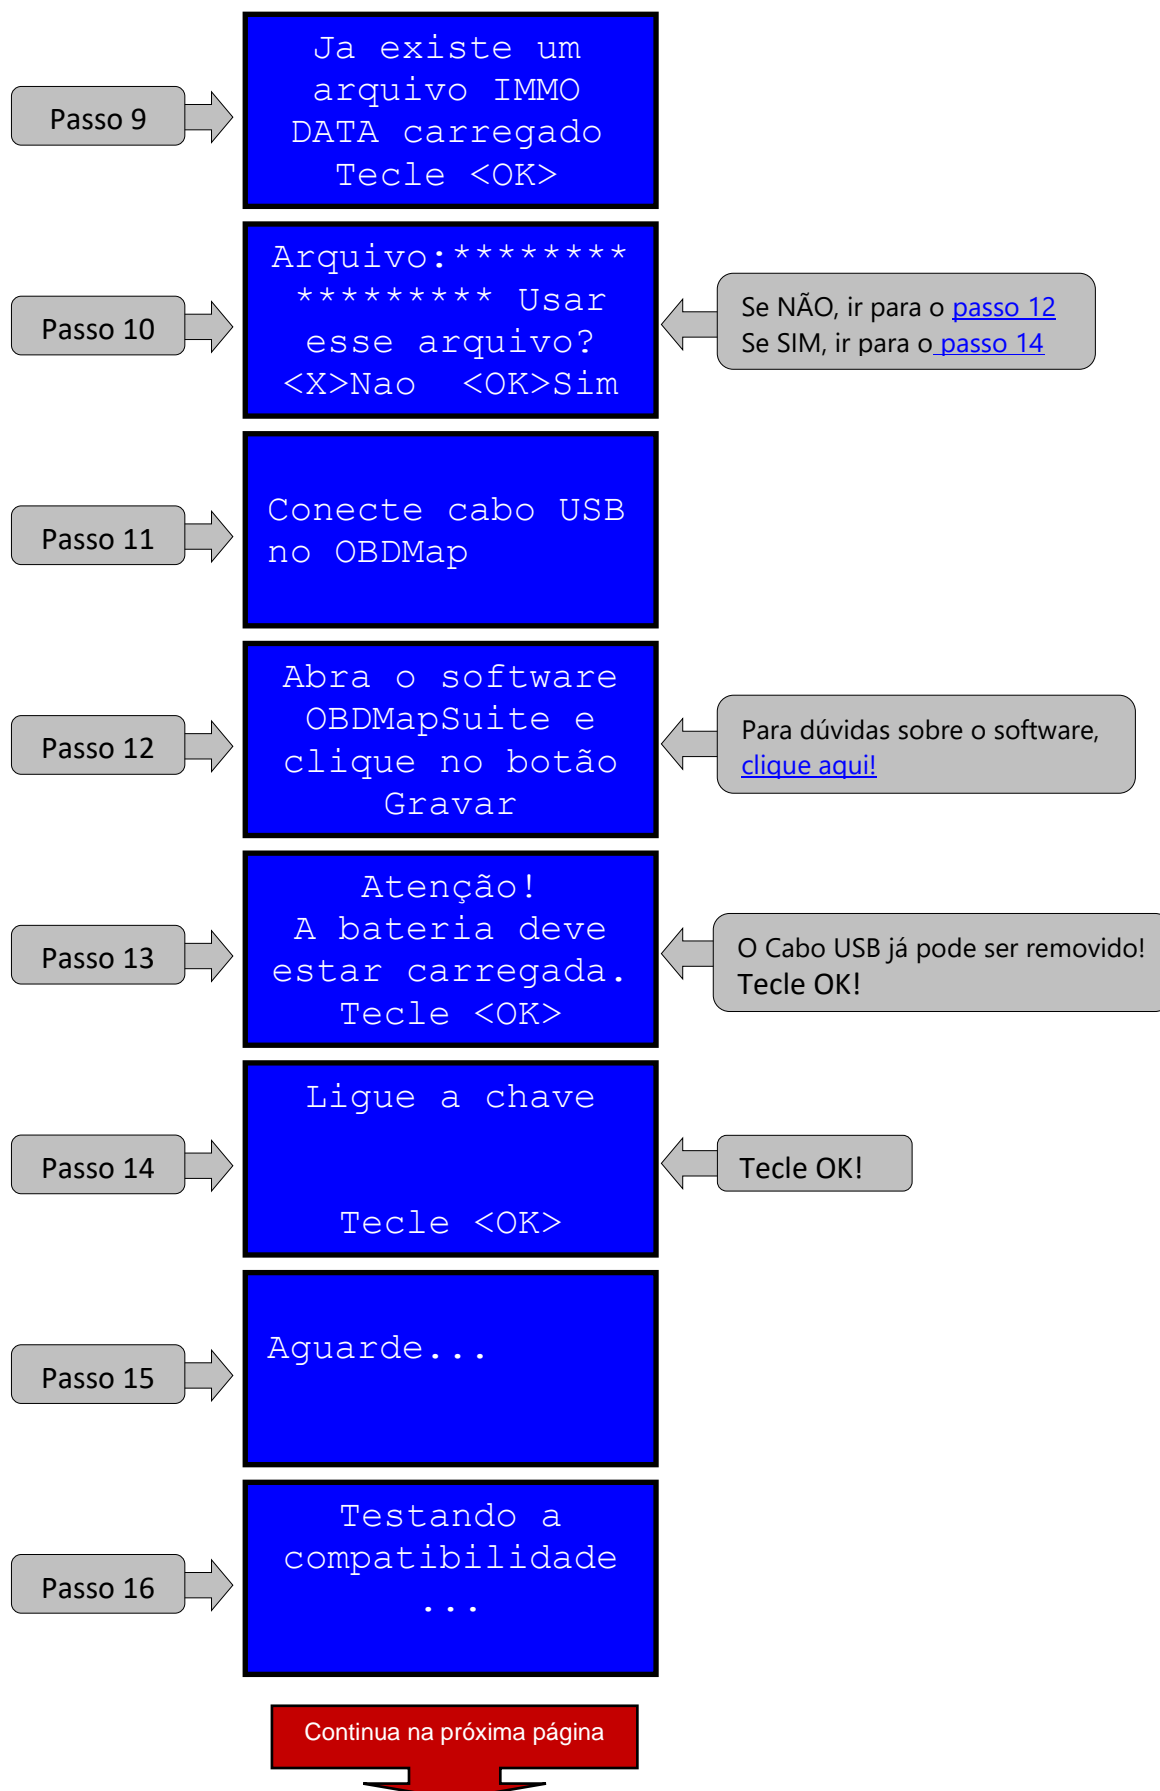 Passo 9
Ja existe um
arquivo IMMO
DATA carregado
Tecle <OK>
Passo 10
Arquivo:********
********* Usar
esse arquivo?
<X>Nao <OK>Sim
Se NÃO, ir para o passo 12
Se SIM, ir para o passo 14
Passo 11
Conecte cabo USB
no OBDMap
Passo 12
Abra o software
OBDMapSuite e
clique no botão
Gravar
Para dúvidas sobre o software,
clique aqui!
Passo 13
Atenção!
A bateria deve
estar carregada.
Tecle <OK>
O Cabo USB já pode ser removido!
Tecle OK!
Passo 14
Ligue a chave
Tecle <OK>
Tecle OK!
Passo 15
Aguarde...
Passo 16
Testando a
compatibilidade
...
Continua na próxima página